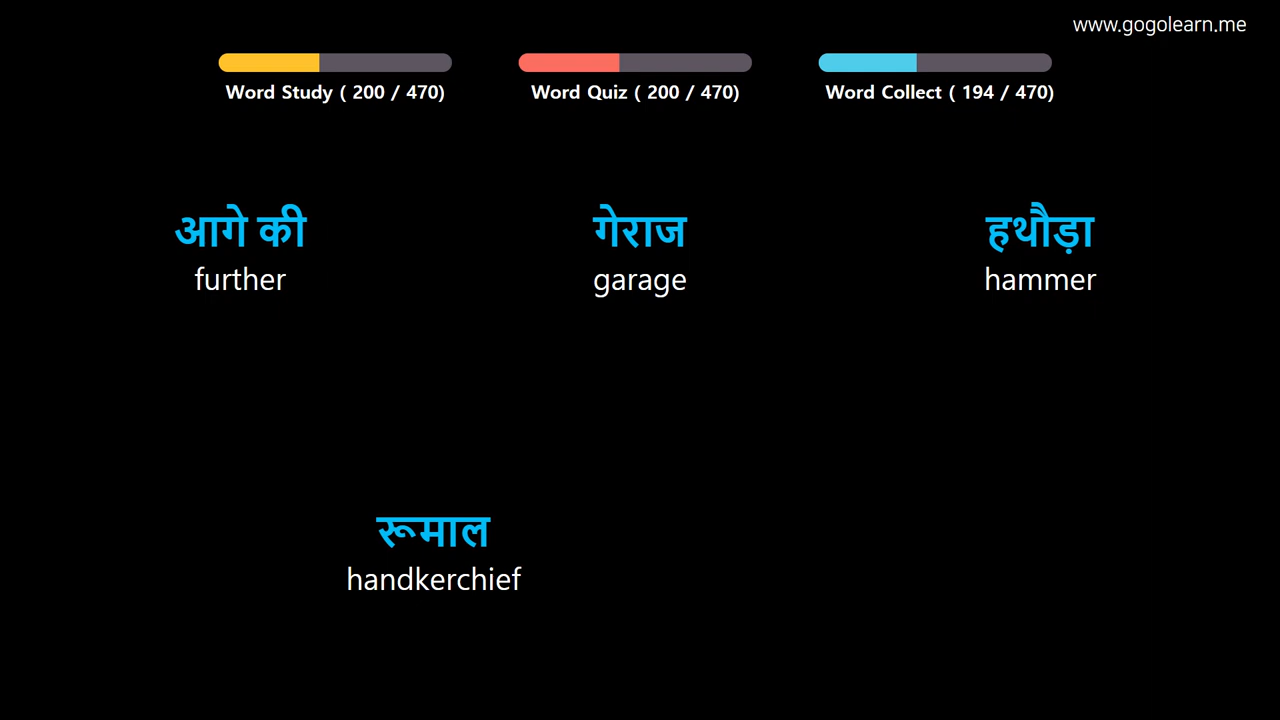 www.gogolearn.me
Word Study ( 200 / 470)
Word Quiz ( 200 / 470)
Word Collect ( 194 / 470)
आगे की
further
गेराज
garage
हथौड़ा
hammer
रूमाल
handkerchief